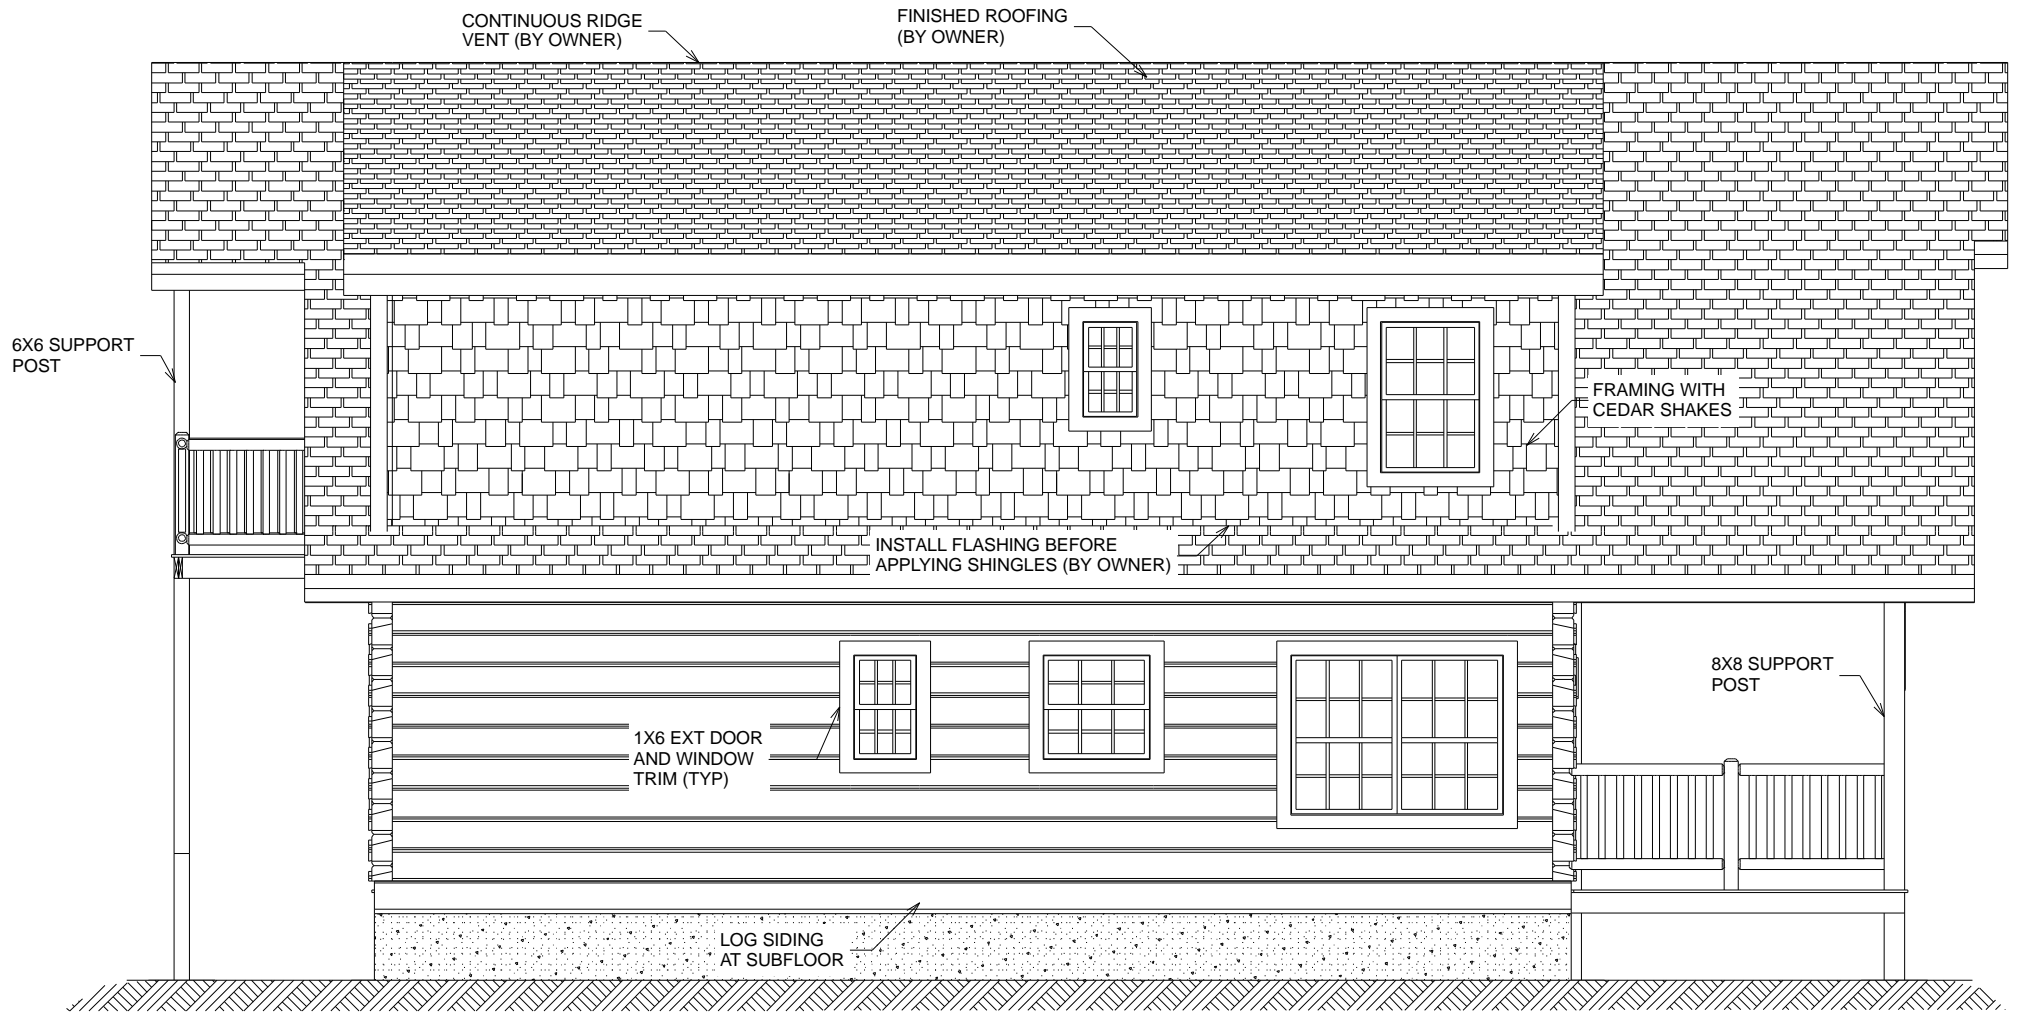 CONTINUOUS RIDGE
VENT (BY OWNER)
FINISHED ROOFING
(BY OWNER)
6X6 SUPPORT
POST
FRAMING WITH
CEDAR SHAKES
INSTALL FLASHING BEFORE
APPLYING SHINGLES (BY OWNER)
8X8 SUPPORT
POST
1X6 EXT DOOR
AND WINDOW
TRIM (TYP)
LOG SIDING
AT SUBFLOOR